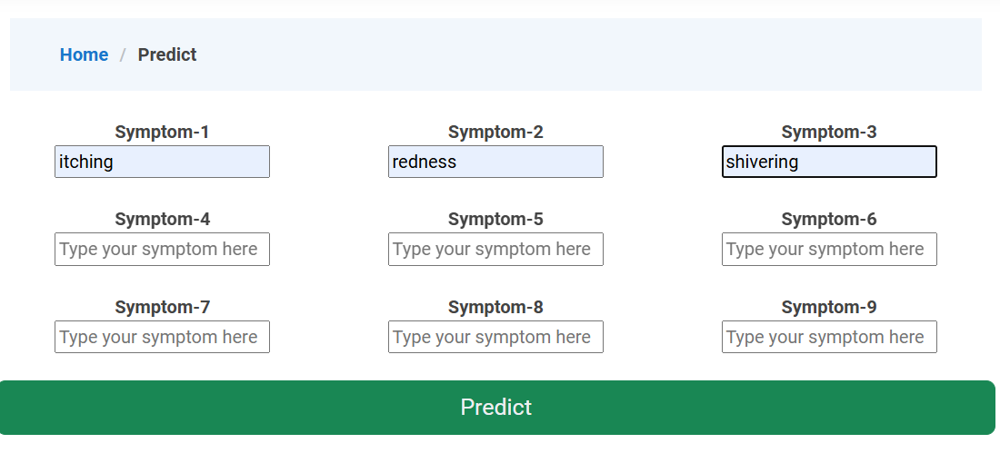 Home / Predict
Symptom-1 Symptom-2 Symptom-3
itching redness shivering
Symptom-4 Symptom-5 Symptom-6
Type your symptom here Type your symptom here Type your symptom here
Symptom-7 Symptom-8 Symptom-9
Type your symptom here Type your symptom here Type your symptom here
Predict